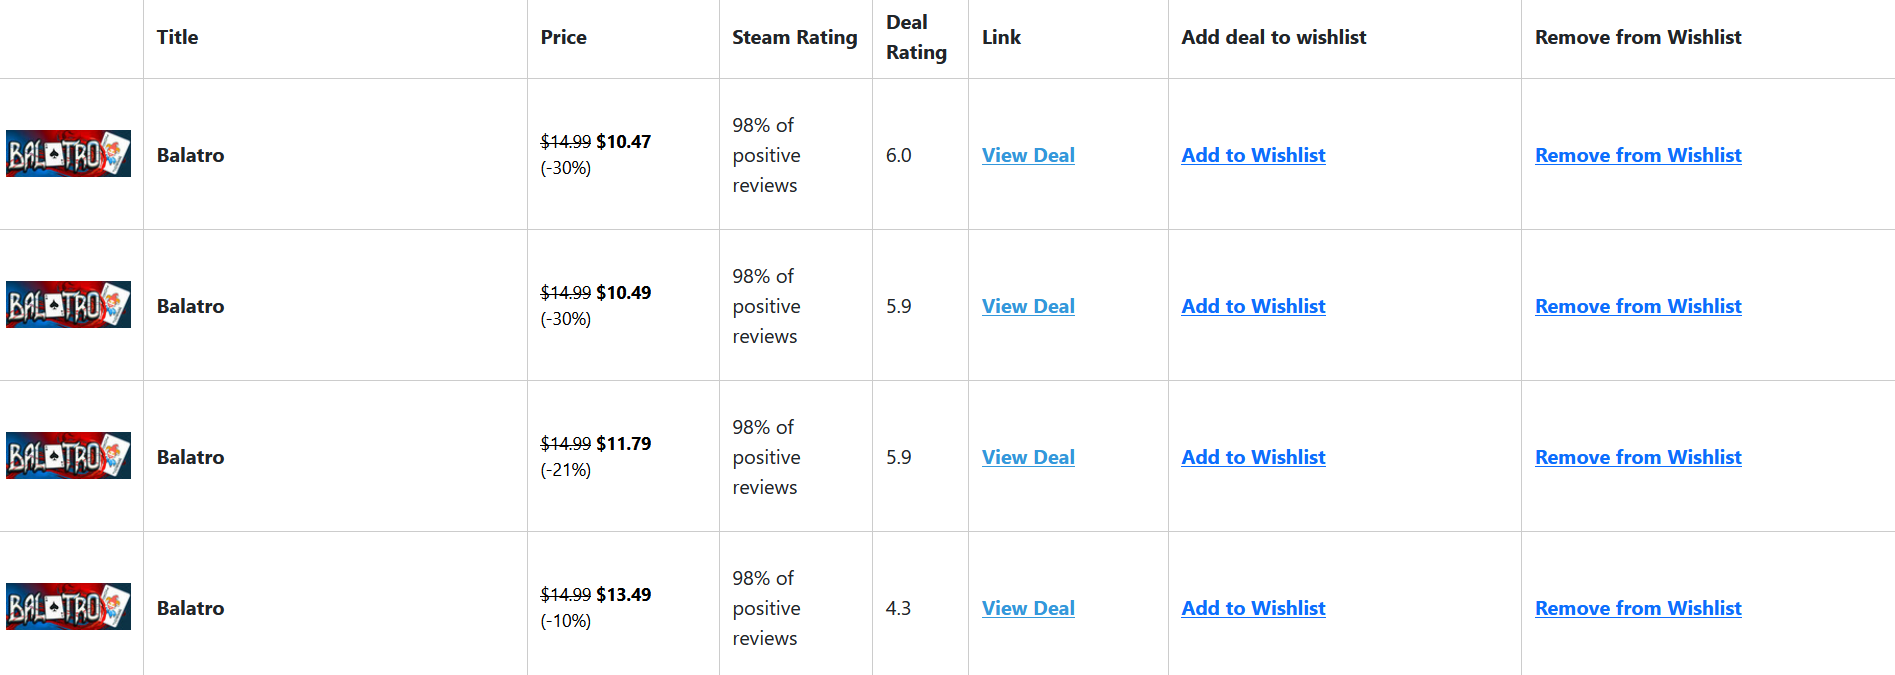 Title Price Steam Rating Deal Rating Link Add deal to wishlist Remove from Wishlist
BALATRO
Balatro
$14.99 $10.47
(-30%)
98% of
positive
reviews
6.0
View Deal
Add to Wishlist
Remove from Wishlist
BALATRO
Balatro
$14.99 $10.49
(-30%)
98% of
positive
reviews
5.9
View Deal
Add to Wishlist
Remove from Wishlist
BALATRO
Balatro
$14.99 $11.79
(-21%)
98% of
positive
reviews
5.9
View Deal
Add to Wishlist
Remove from Wishlist
BALATRO
Balatro
$14.99 $13.49
(-10%)
98% of
positive
reviews
4.3
View Deal
Add to Wishlist
Remove from Wishlist